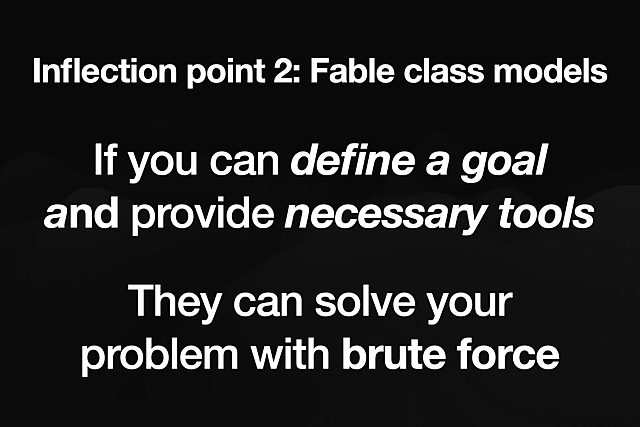 Inflection point 2: Fable class models
If you can define a goal
and provide necessary tools
They can solve your
problem with brute force